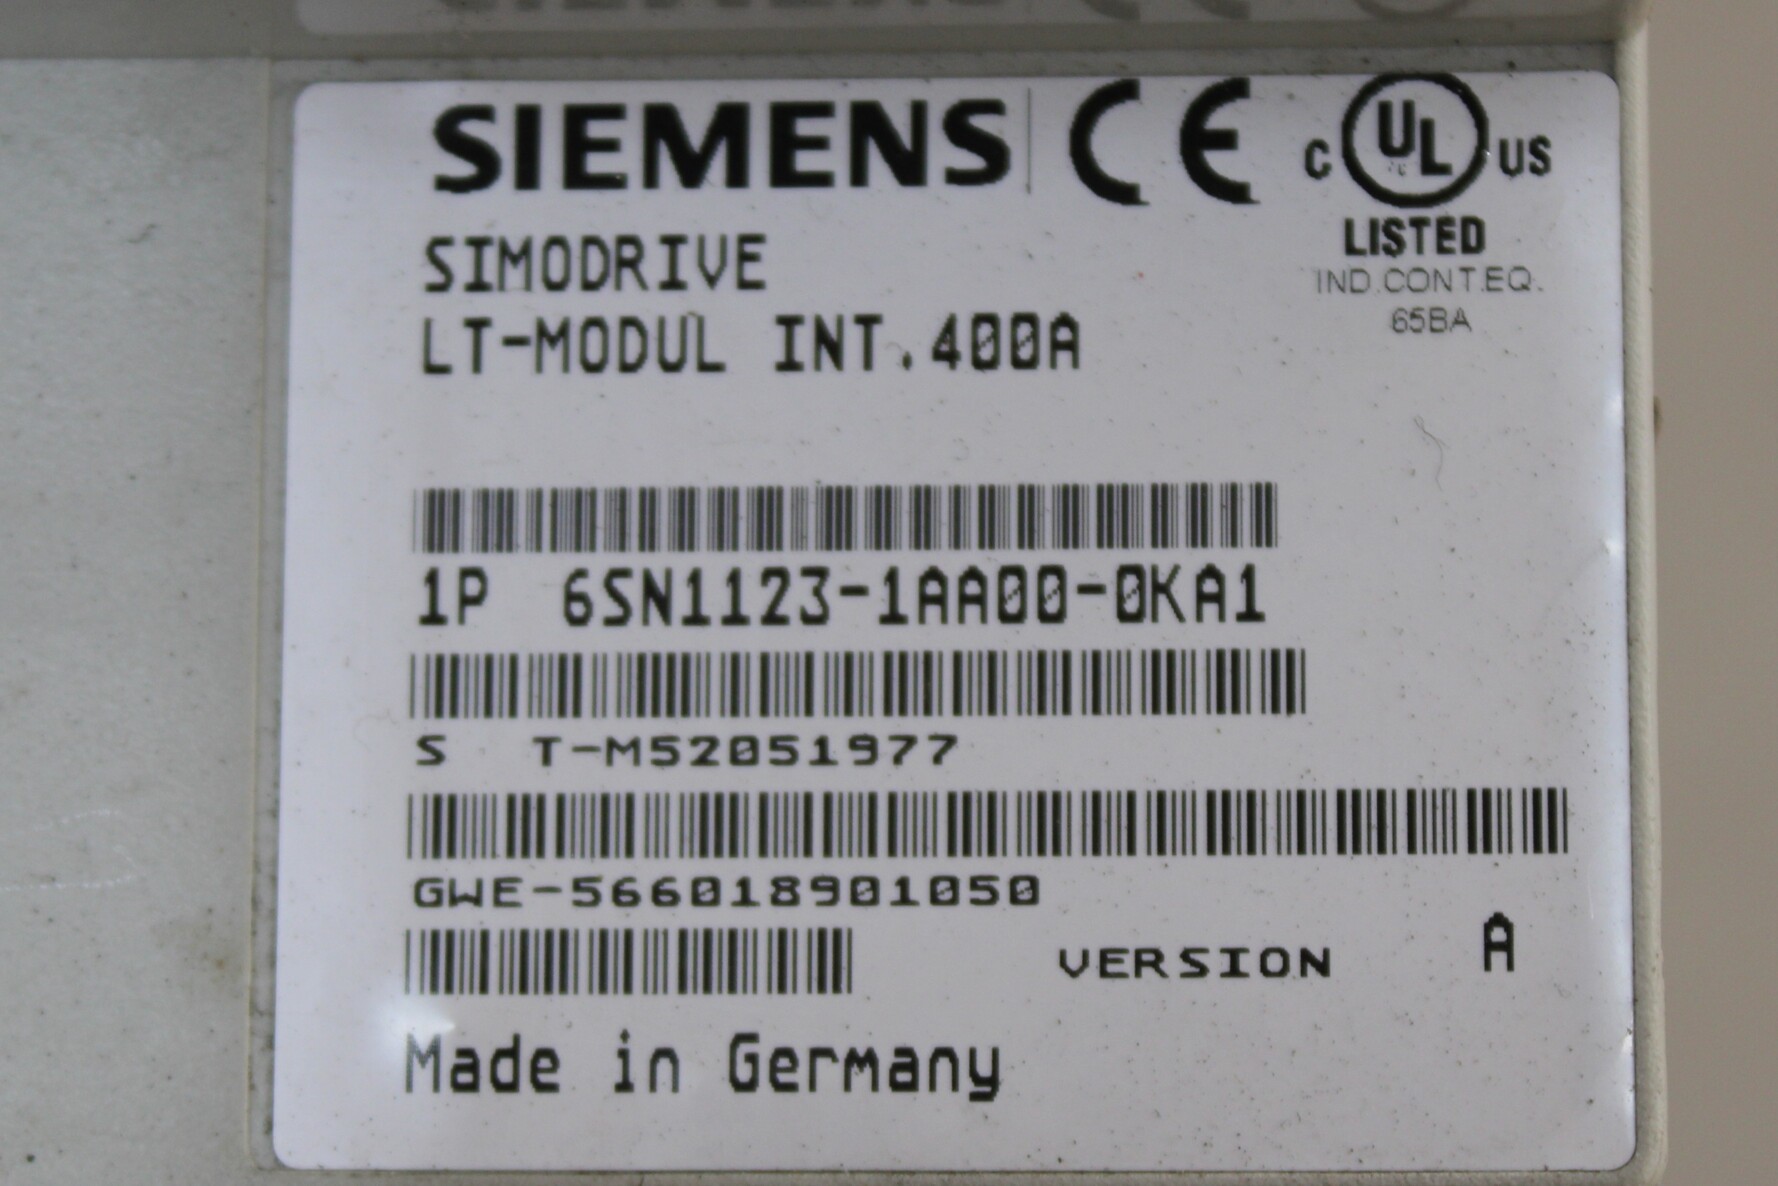 SIEMENS CE C UL US
LISTED
IND.CONT.EQ.
65BA
SIMODRIVE
LT-MODUL INT.400A
1P 6SN1123-1AA00-0KA1
S T-M52051977
GWE-566018901050
VERSION A
Made in Germany